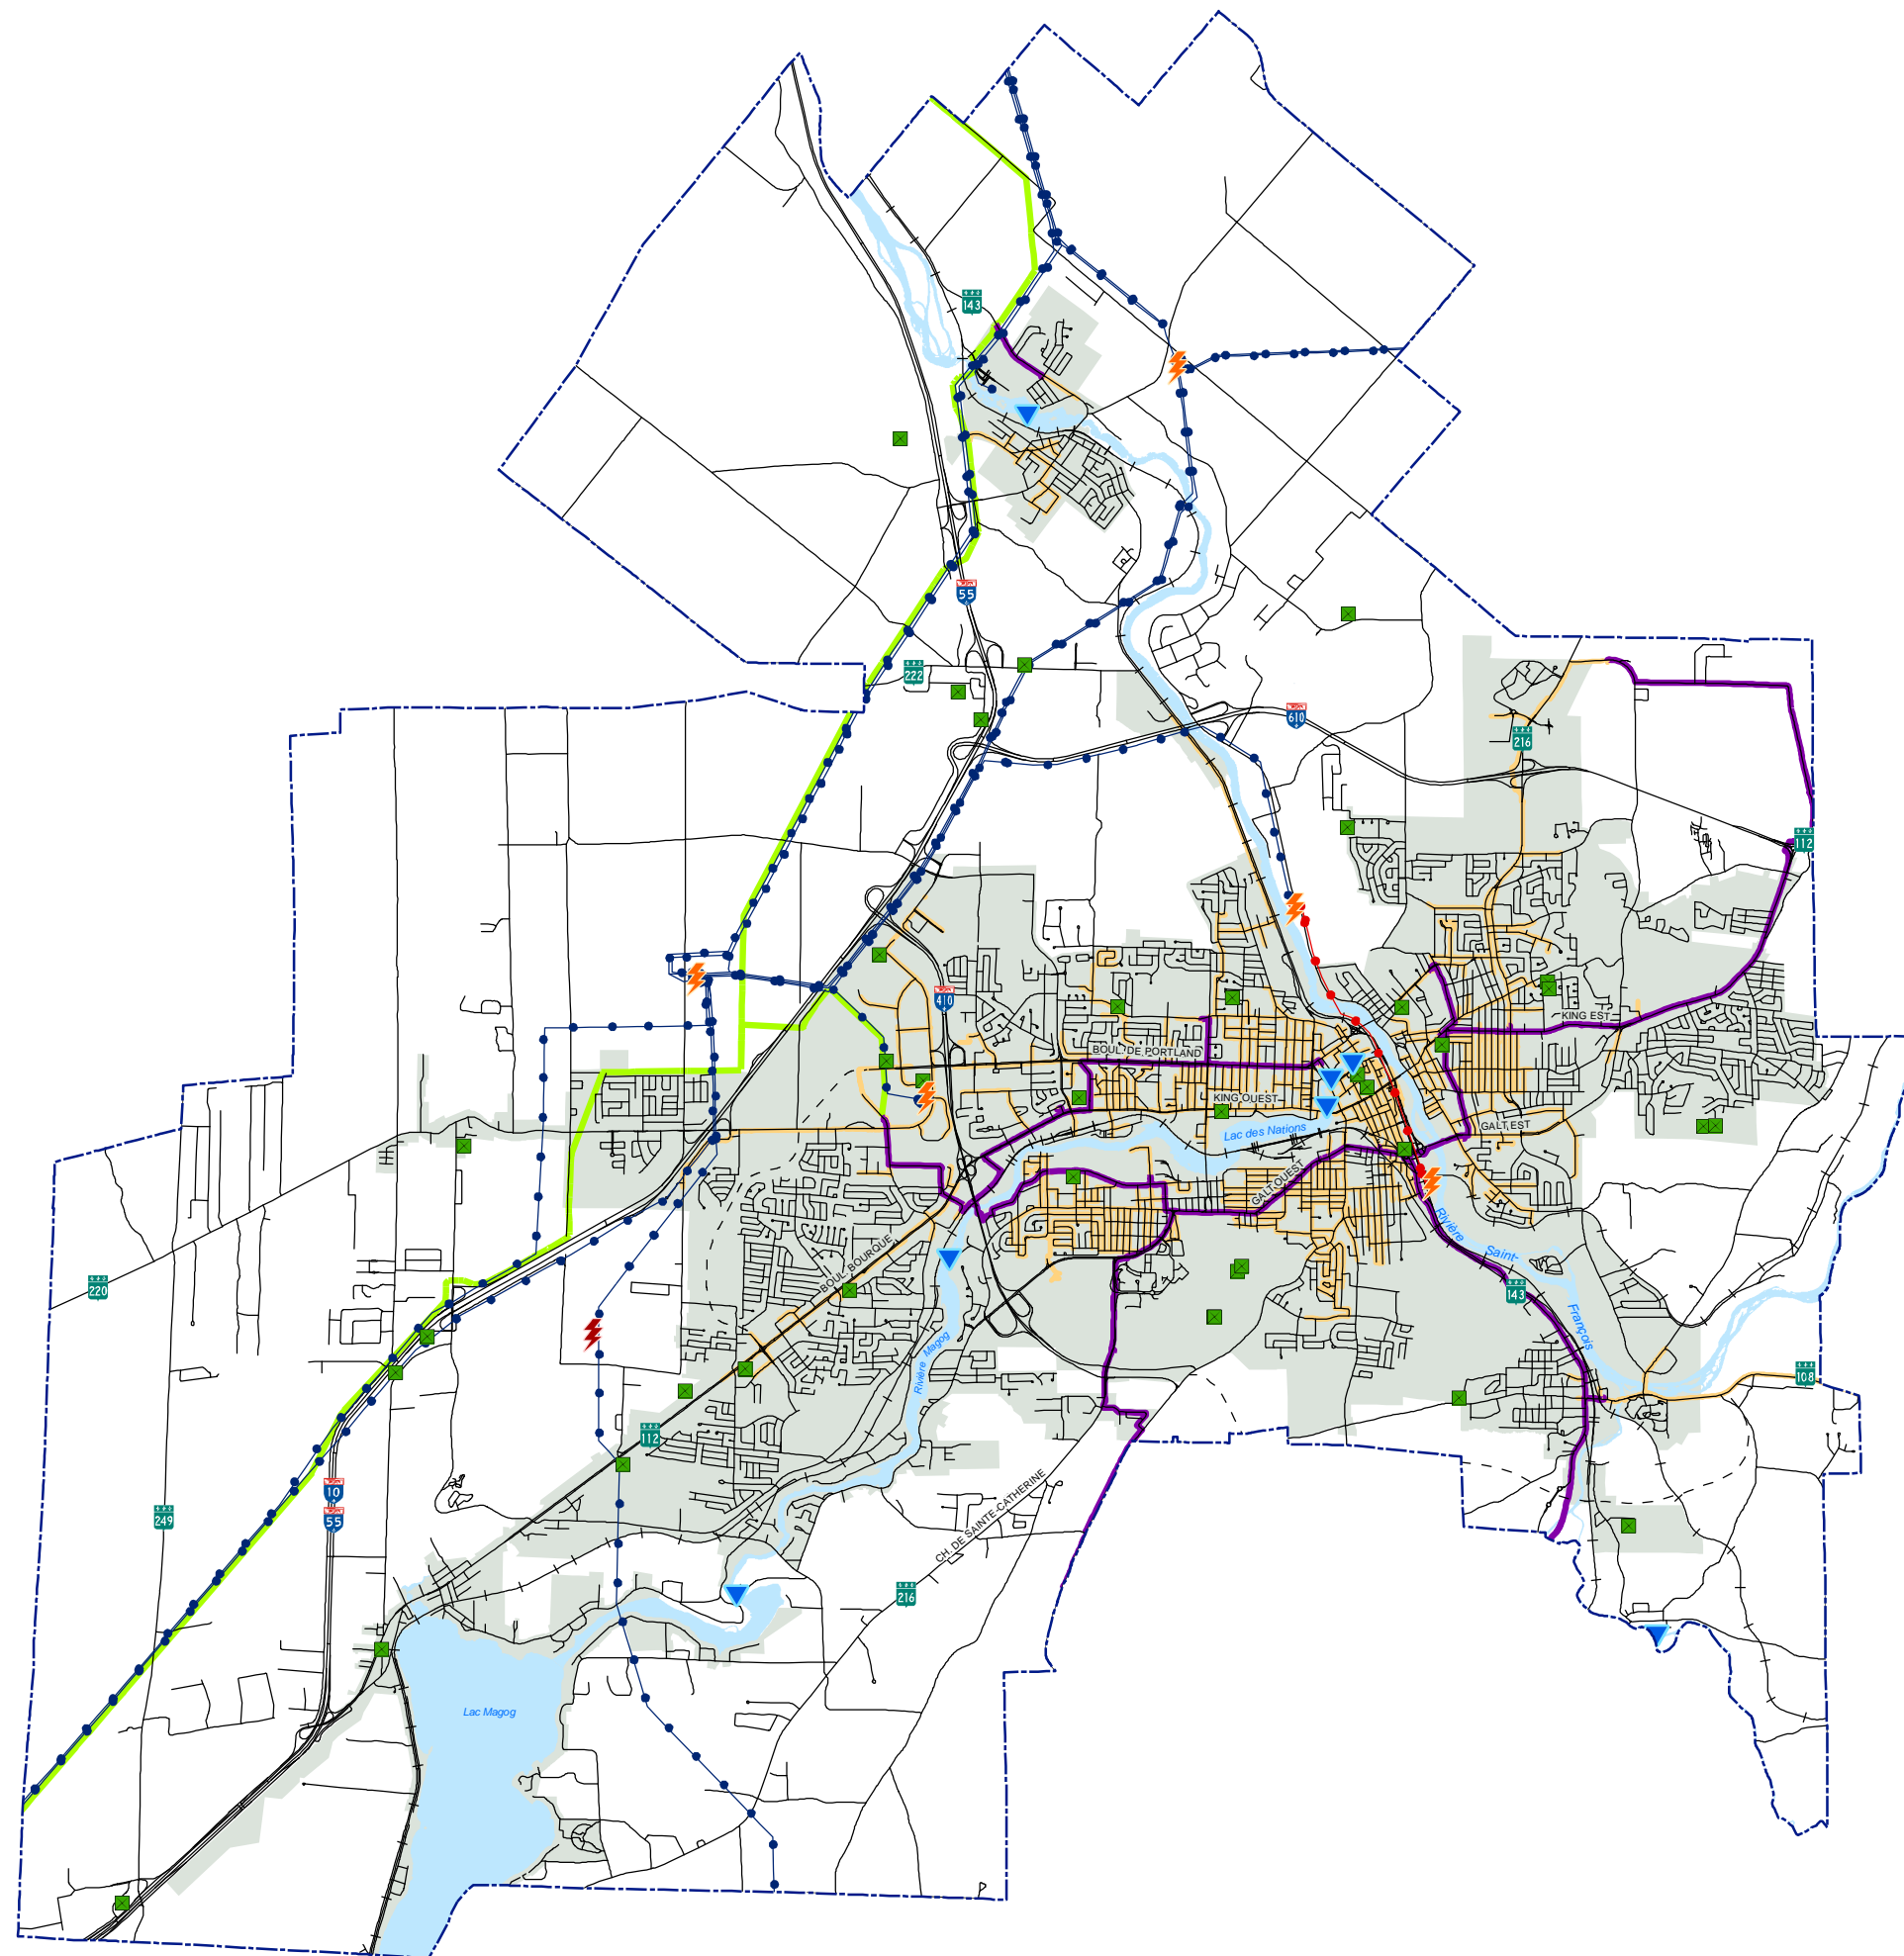 143
55
222
610
216
112
410
KING EST
BOUL. DE PORTLAND
KING OUEST
Lac des Nations
GALT EST
GALT OUEST
Rivière
Saint-
François
BOUL. BOURQUE
220
143
Rivière Magog
108
112
10
55
249
CH. DE SAINTE-CATHERINE
216
Lac Magog